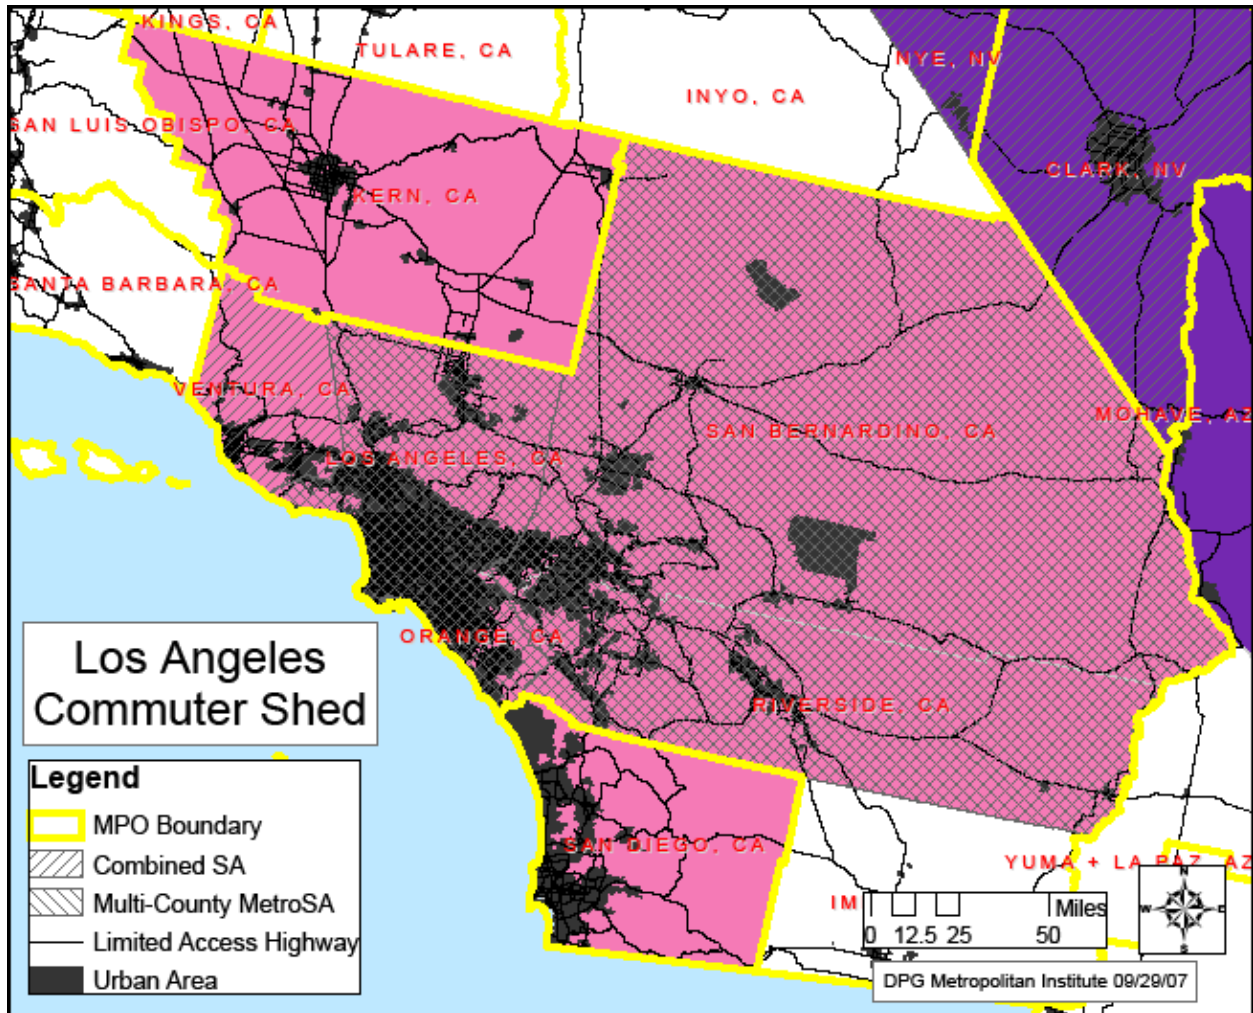 KINGS, CA
TULARE, CA
NYE, NV
INYO, CA
SAN LUIS OBISPO, CA
CLARK, NV
KERN, CA
SANTA BARBARA, CA
VENTURA, CA
MOHAVE, AZ
SAN BERNARDINO, CA
LOS ANGELES, CA
ORANGE, CA
RIVERSIDE, CA
SAN DIEGO, CA
YUMA + LA PAZ, AZ
IM
Los Angeles
Commuter Shed
Legend
MPO Boundary
Combined SA
Multi-County MetroSA
Limited Access Highway
Urban Area
Miles
0 12.5 25 50
N
W E
S
DPG Metropolitan Institute 09/29/07